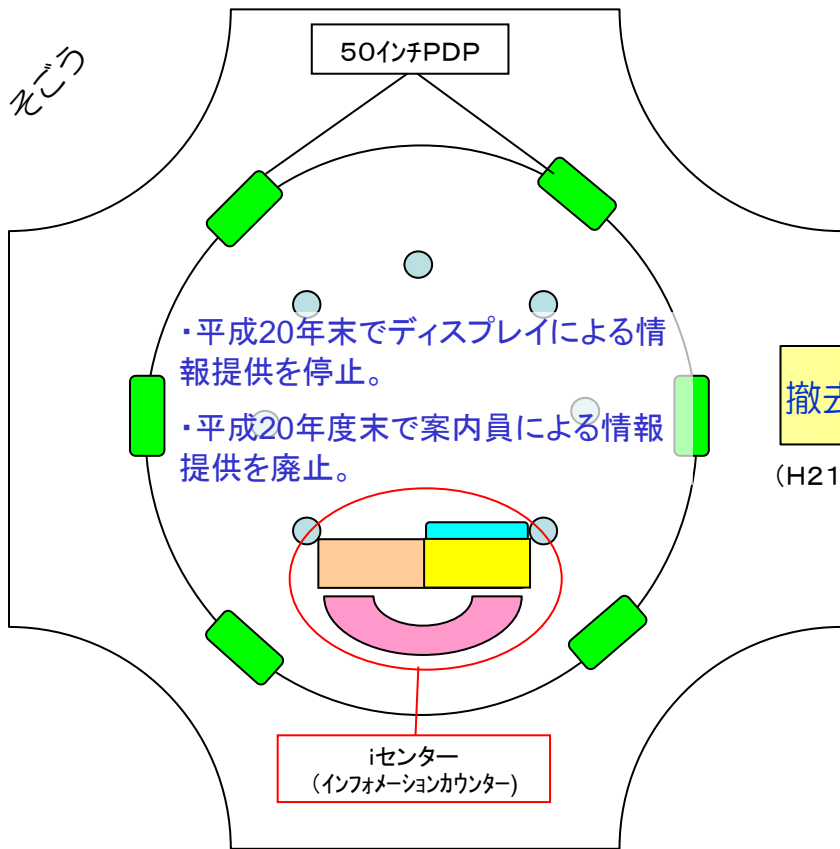 そごう
50インチPDP
・平成20年末でディスプレイによる情
報提供を停止。
・平成20年度末で案内員による情報
提供を廃止。
撤去
(H21
iセンター
(インフォメーションカウンター)